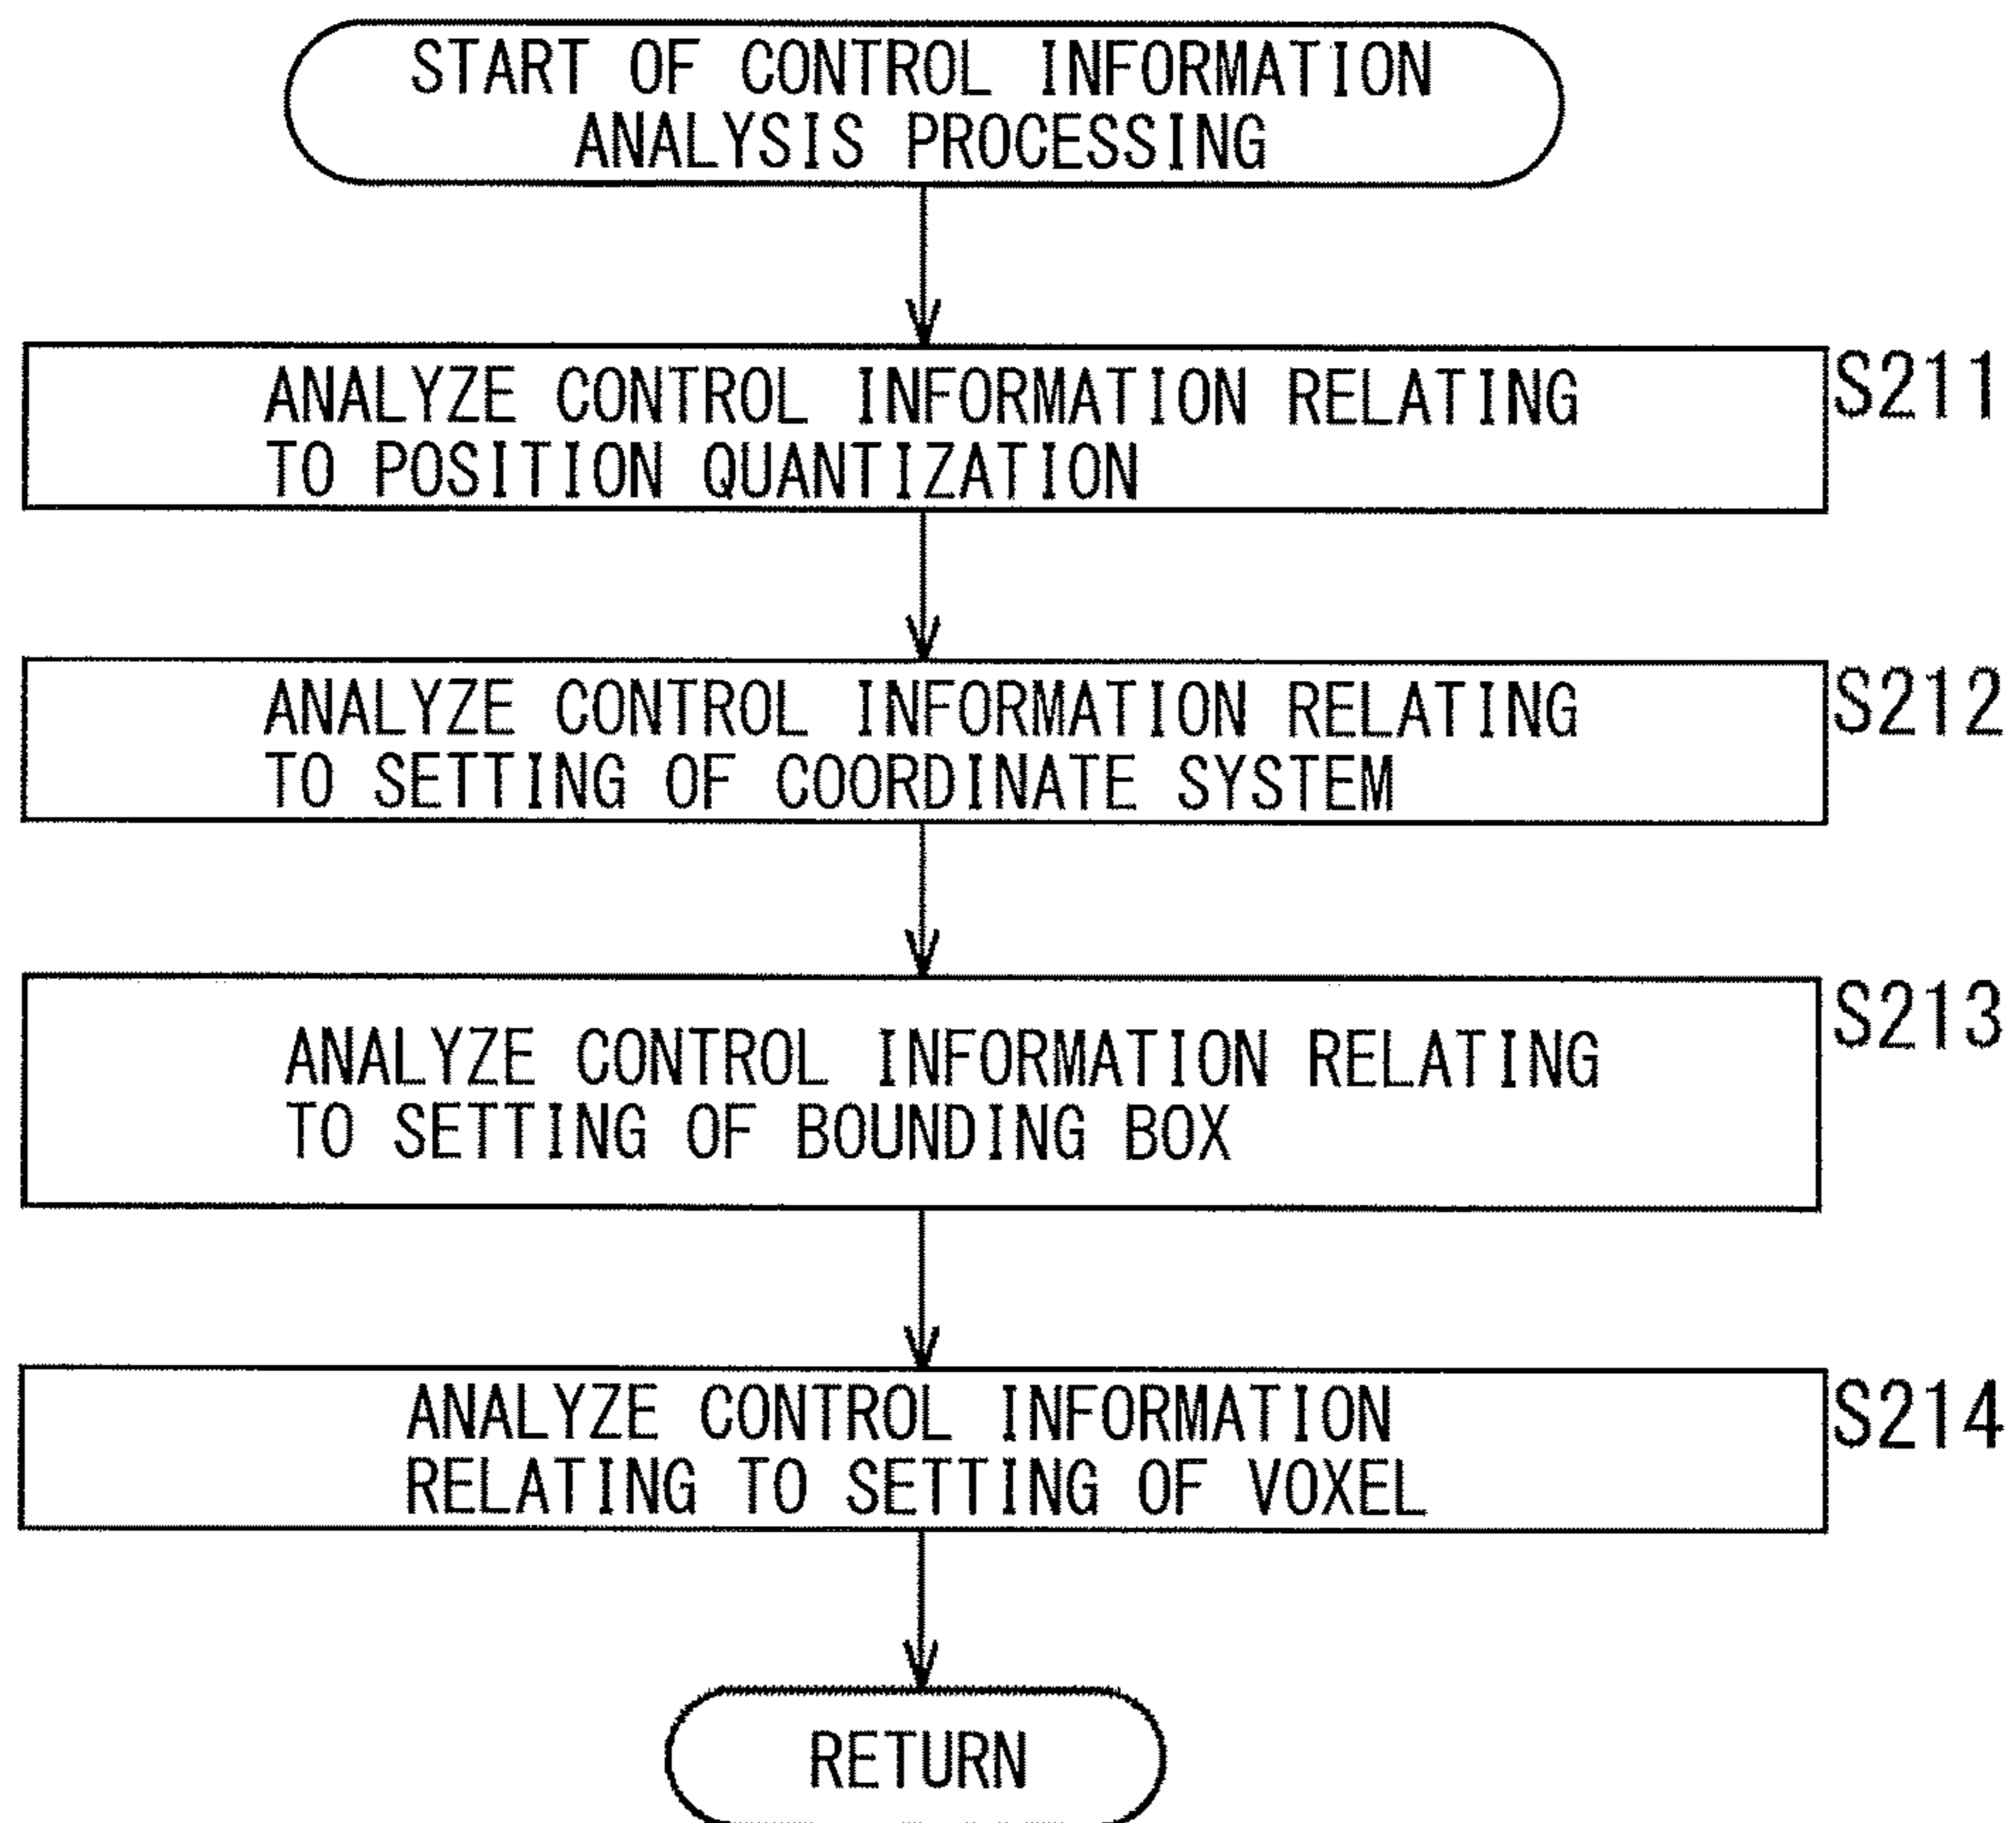 START OF CONTROL INFORMATION
ANALYSIS PROCESSING
ANALYZE CONTROL INFORMATION RELATING
TO POSITION QUANTIZATION
S211
ANALYZE CONTROL INFORMATION RELATING
TO SETTING OF COORDINATE SYSTEM
S212
ANALYZE CONTROL INFORMATION RELATING
TO SETTING OF BOUNDING BOX
S213
ANALYZE CONTROL INFORMATION
RELATING TO SETTING OF VOXEL
S214
RETURN